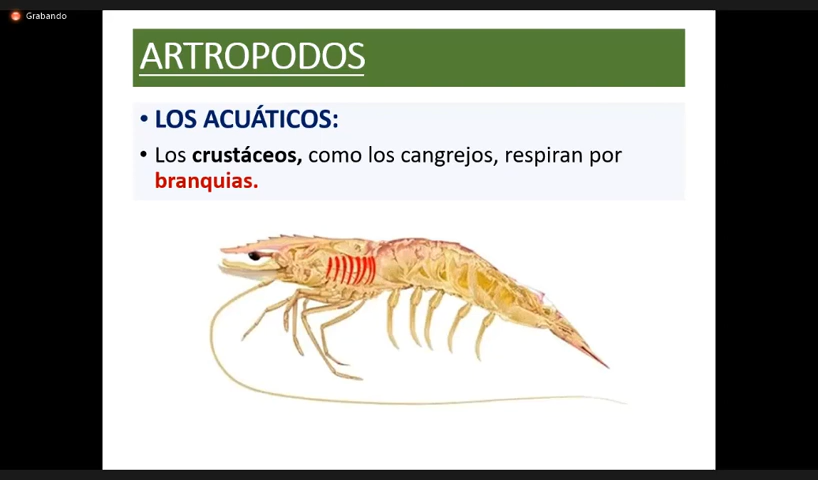 Grabando
ARTROPODOS
• LOS ACUÁTICOS:
• Los crustáceos, como los cangrejos, respiran por
branquias.